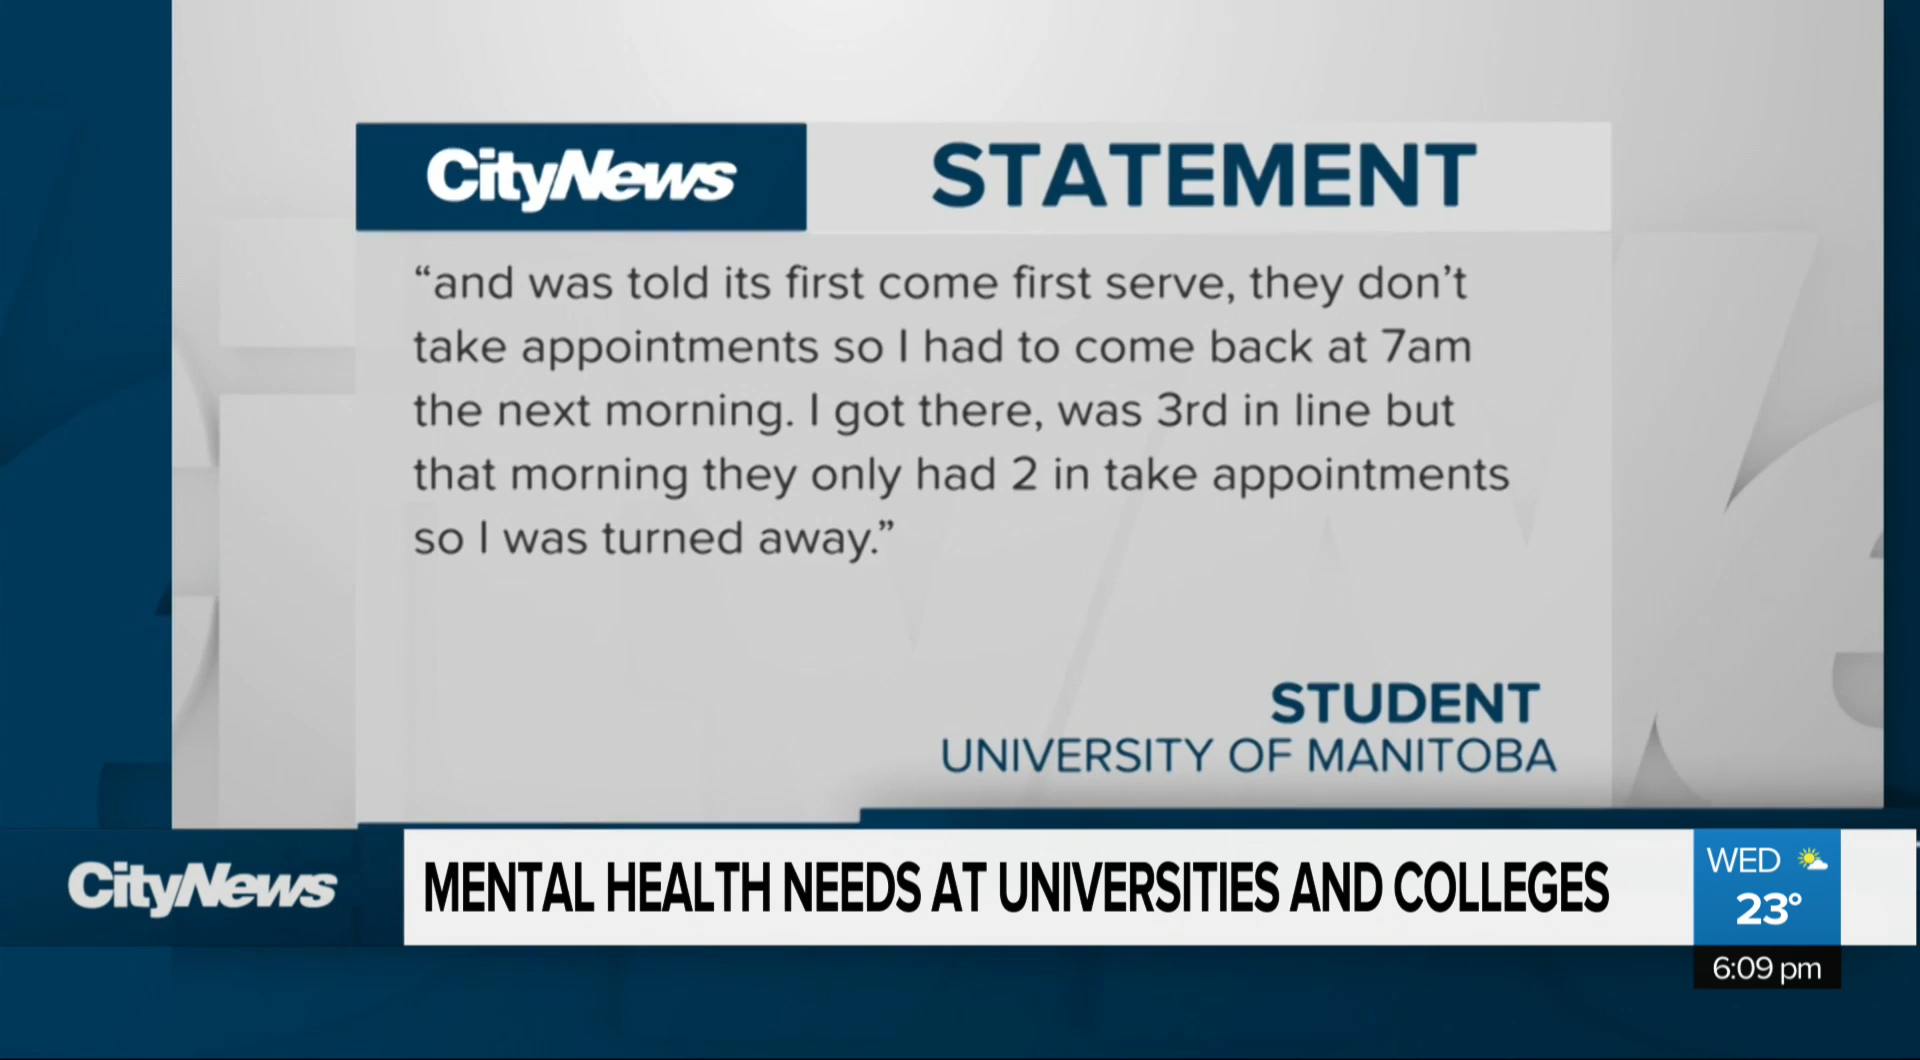 CityNews
STATEMENT
“and was told its first come first serve, they don’t
take appointments so I had to come back at 7am
the next morning. I got there, was 3rd in line but
that morning they only had 2 in take appointments
so I was turned away.”
STUDENT
UNIVERSITY OF MANITOBA
CityNews
MENTAL HEALTH NEEDS AT UNIVERSITIES AND COLLEGES
WED
23°
6:09 pm